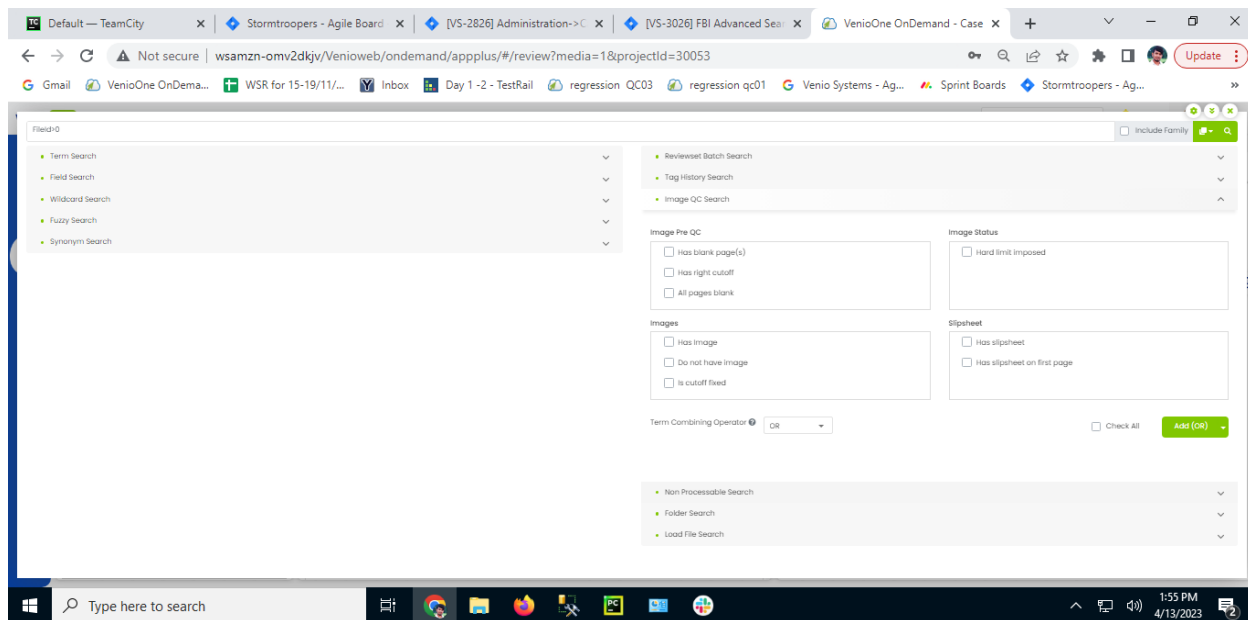 TC Default — TeamCity
Stormtroopers - Agile Board
[VS-2826] Administration->C
[VS-3026] FBI Advanced Sear
VenioOne OnDemand - Case
Not secure wsamzn-omv2dkjv/Venioweb/ondemand/appplus/#/review?media=1&projectId=30053
Update
Gmail
VenioOne OnDema...
WSR for 15-19/11/...
Inbox
Day 1 -2 - TestRail
regression QC03
regression qc01
Venio Systems - Ag...
Sprint Boards
Stormtroopers - Ag...
»
FileId>0
Include Family
Term Search
Field Search
Wildcard Search
Fuzzy Search
Synonym Search
Reviewset Batch Search
Tag History Search
Image QC Search
Image Pre QC
Has blank page(s)
Has right cutoff
All pages blank
Image Status
Hard limit imposed
Images
Has Image
Do not have image
Is cutoff fixed
Slipsheet
Has slipsheet
Has slipsheet on first page
Term Combining Operator
OR
Check All
Add (OR)
Non Processable Search
Folder Search
Load File Search
Type here to search
PC
1:55 PM
4/13/2023
2